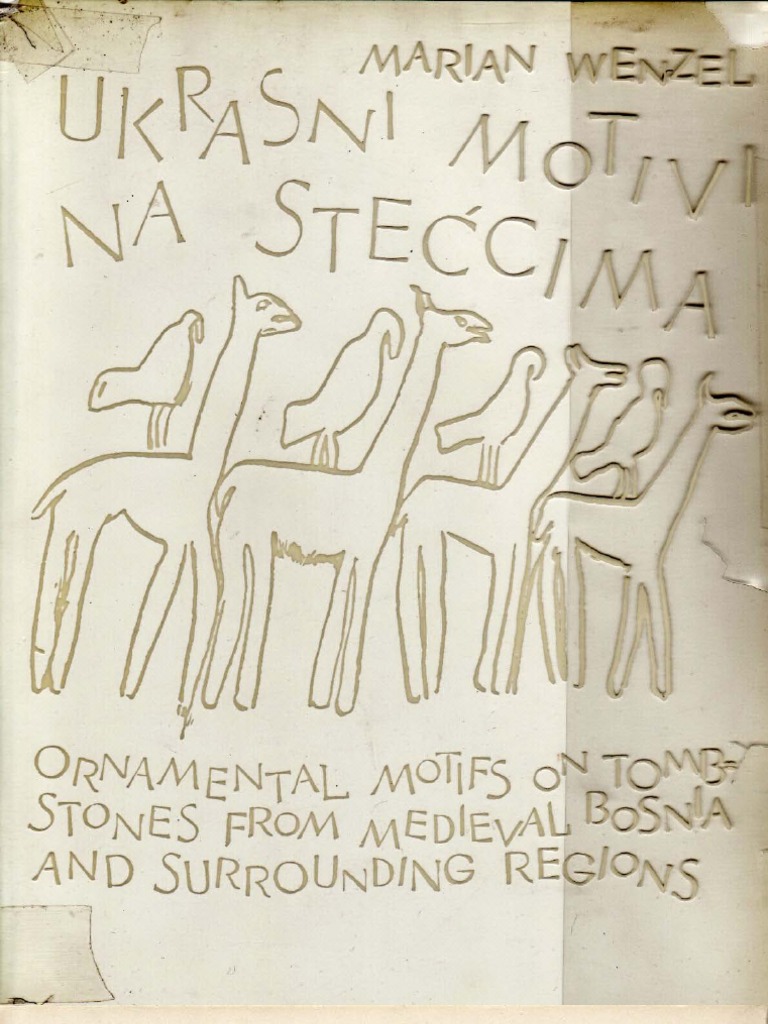 MARIAN WENZEL
UKRASNI MOTIVI
NA STEĆCIMA
ORNAMENTAL MOTIFS ON TOMB-
STONES FROM MEDIEVAL BOSNIA
AND SURROUNDING REGIONS